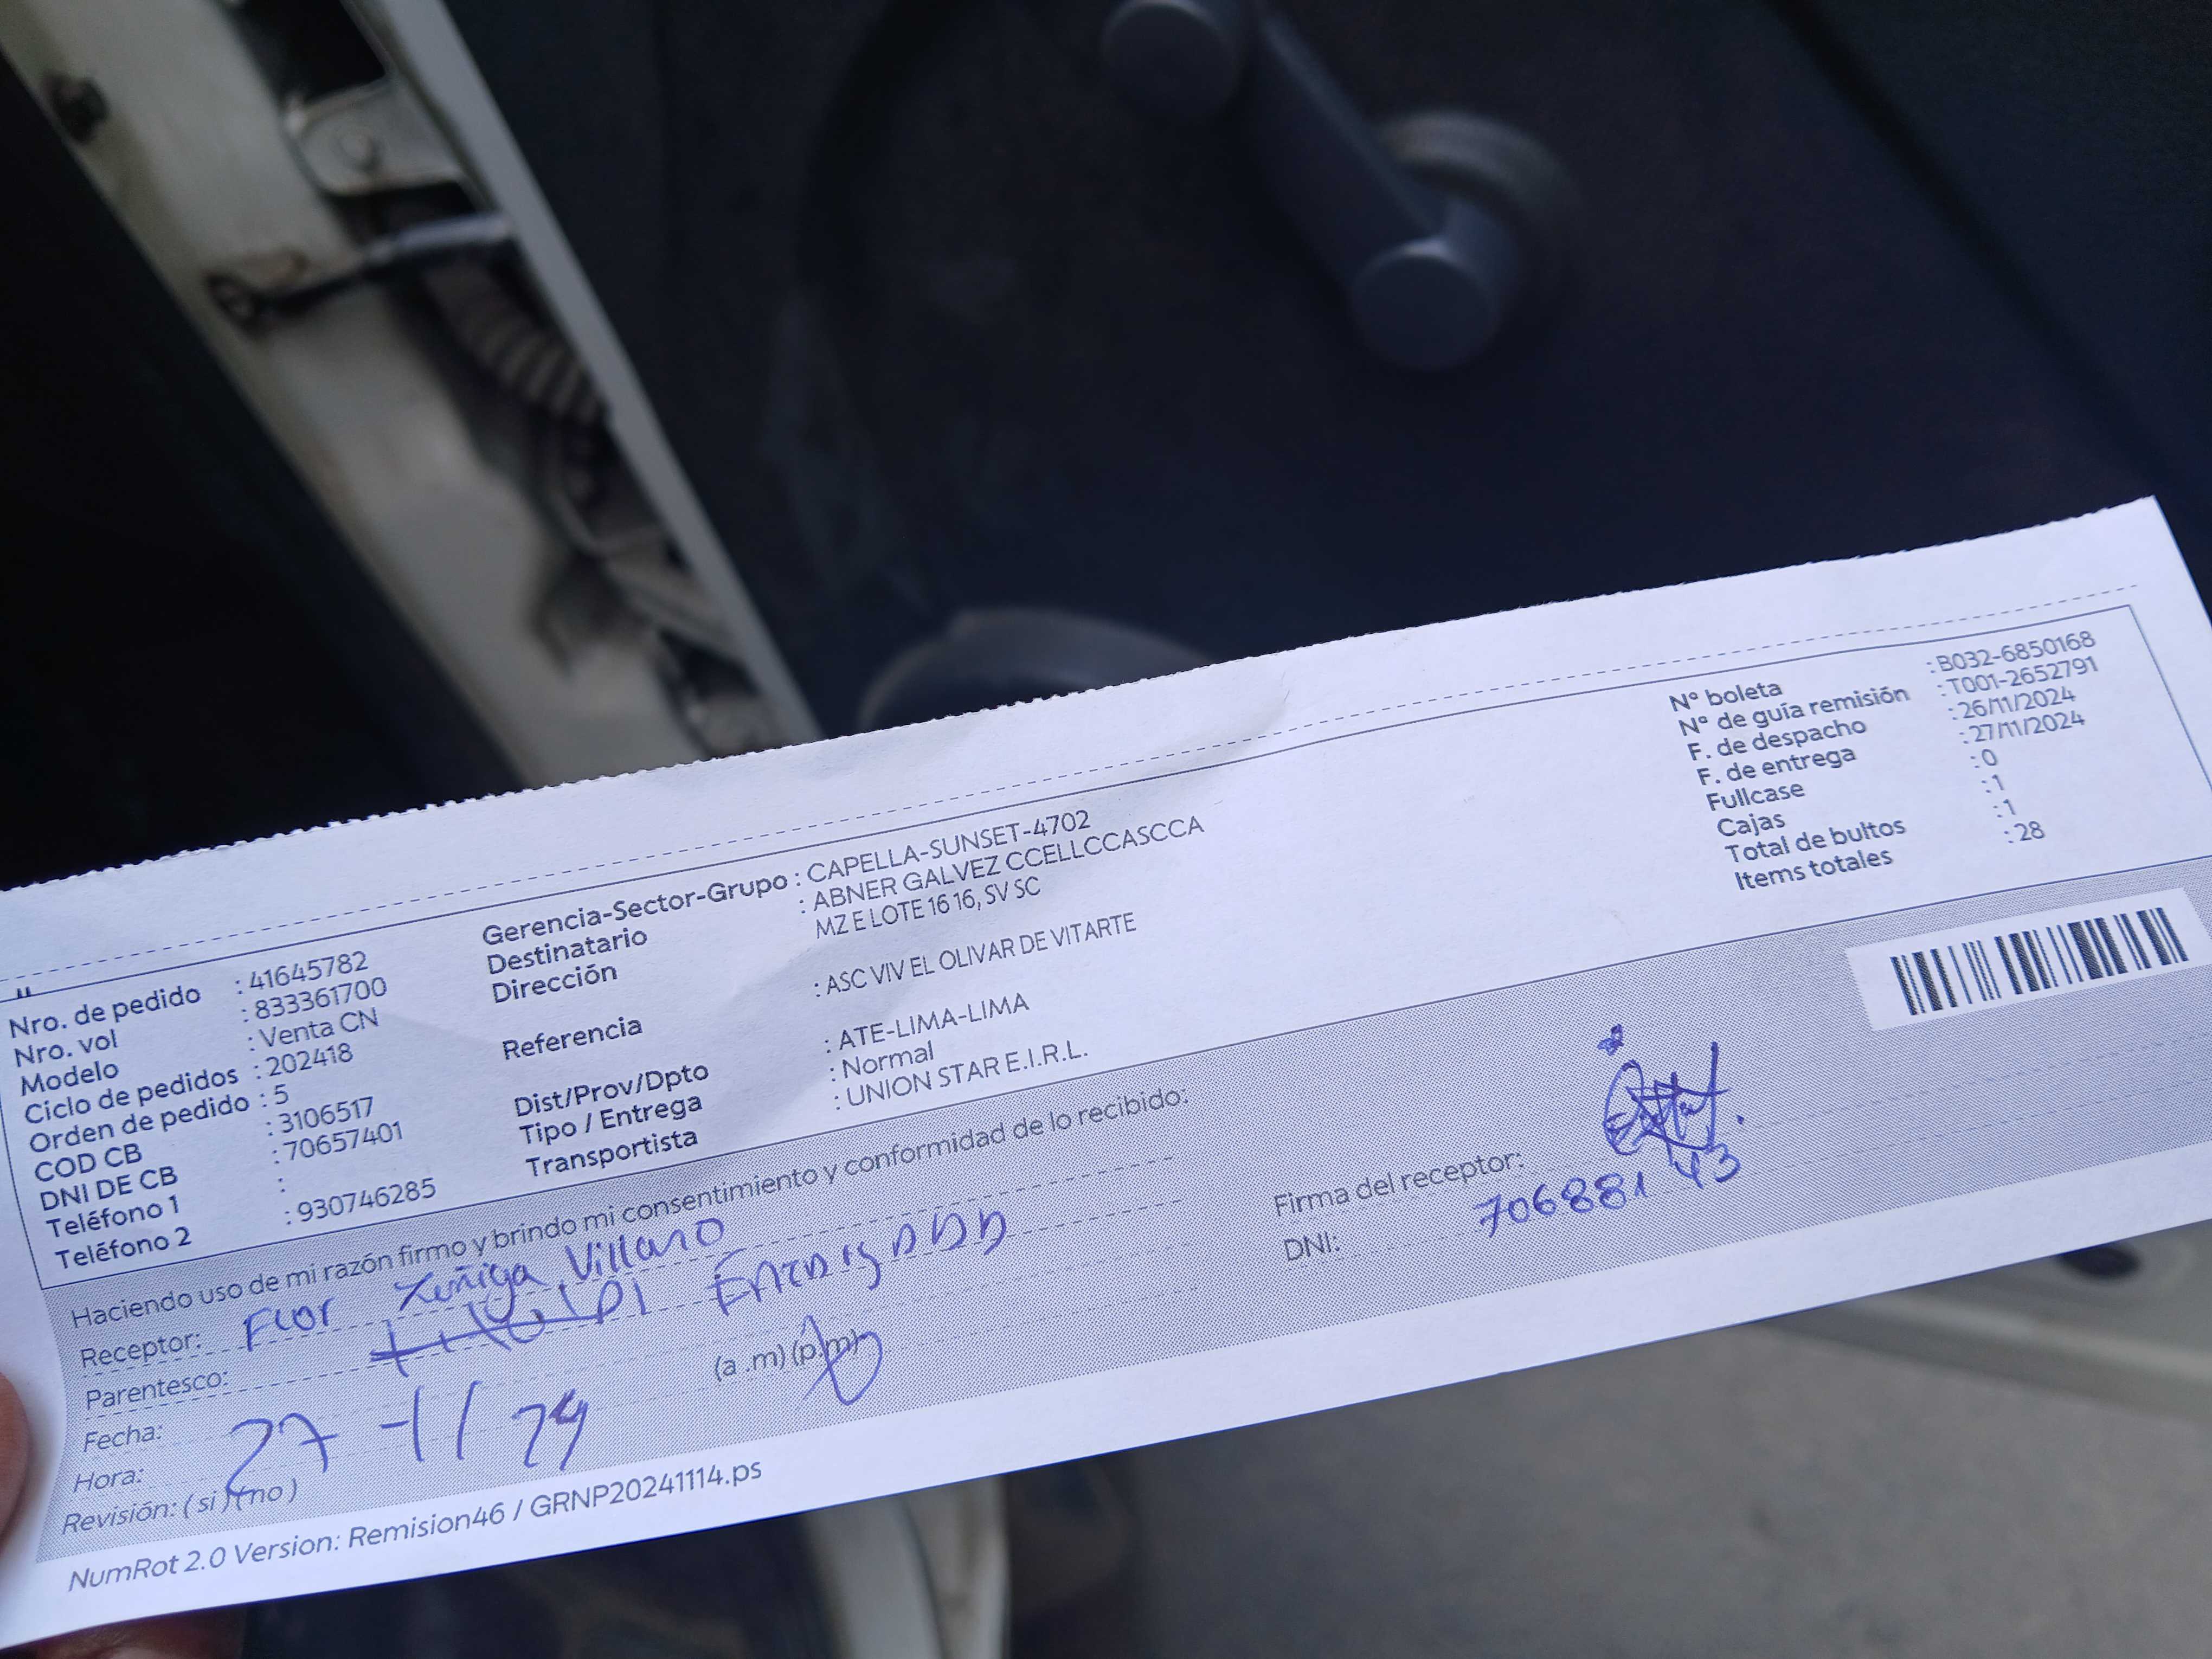 Nro. de pedido : 41645782
Nro. vol : 833361700
Modelo : Venta CN
Ciclo de pedidos : 202418
Orden de pedido : 5
COD CB : 3106517
DNI DE CB : 70657401
Teléfono 1 :
Teléfono 2 : 930746285
Gerencia-Sector-Grupo : CAPELLA-SUNSET-4702
Destinatario : ABNER GALVEZ CCELLCCASCCA
Dirección MZ E LOTE 16 16, SV SC
Referencia : ASC VIV EL OLIVAR DE VITARTE
Dist/Prov/Dpto : ATE-LIMA-LIMA
Tipo / Entrega : Normal
Transportista : UNION STAR E.I.R.L.
N° boleta : B032-6850168
N° de guía remisión : T001-2652791
F. de despacho : 26/11/2024
F. de entrega : 27/11/2024
Fullcase : 0
Cajas : 1
Total de bultos : 1
Items totales : 28
Haciendo uso de mi razón firmo y brindo mi consentimiento y conformidad de lo recibido:
Receptor: Flor Zuñiga Villano
Parentesco:
Fecha: 27 11 24
Hora: (a .m) (p.m)
Revisión: ( si ) ( no )
Firma del receptor:
DNI: 70688143
NumRot 2.0 Version: Remision46 / GRNP20241114.ps